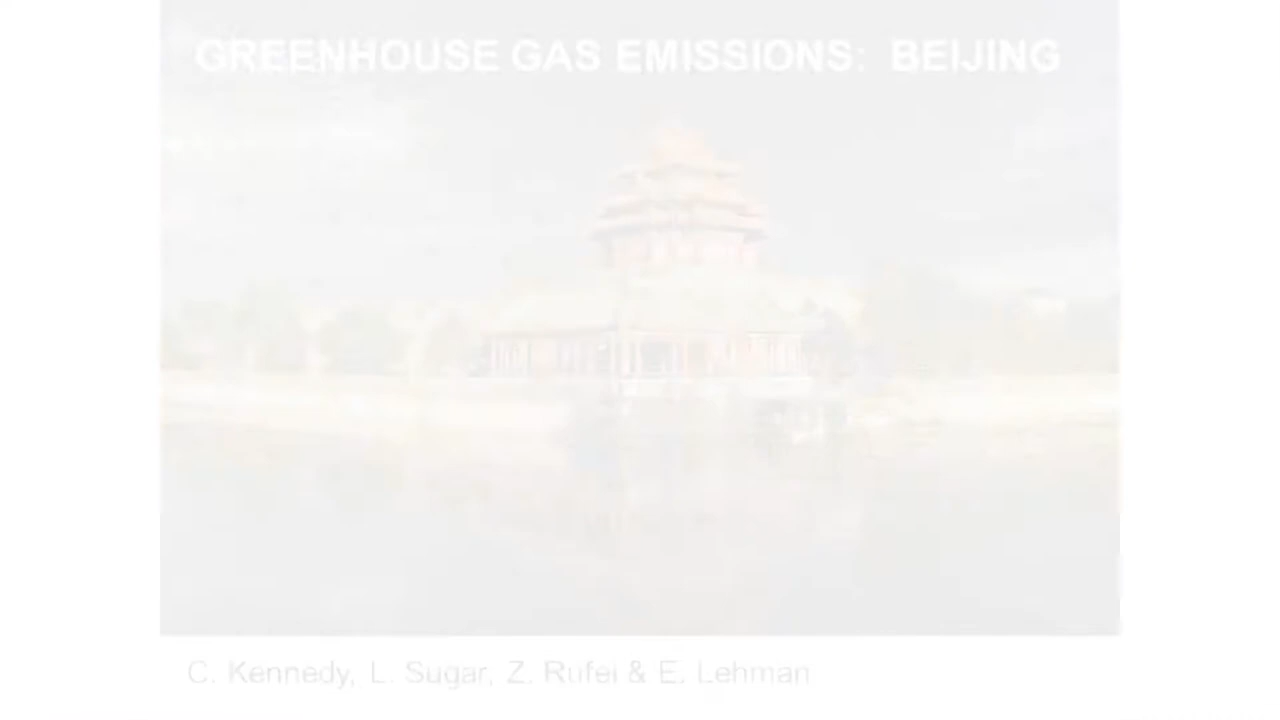 GREENHOUSE GAS EMISSIONS: BEIJING
C. Kennedy, L. Sugar, Z. Rufei & E. Lehman